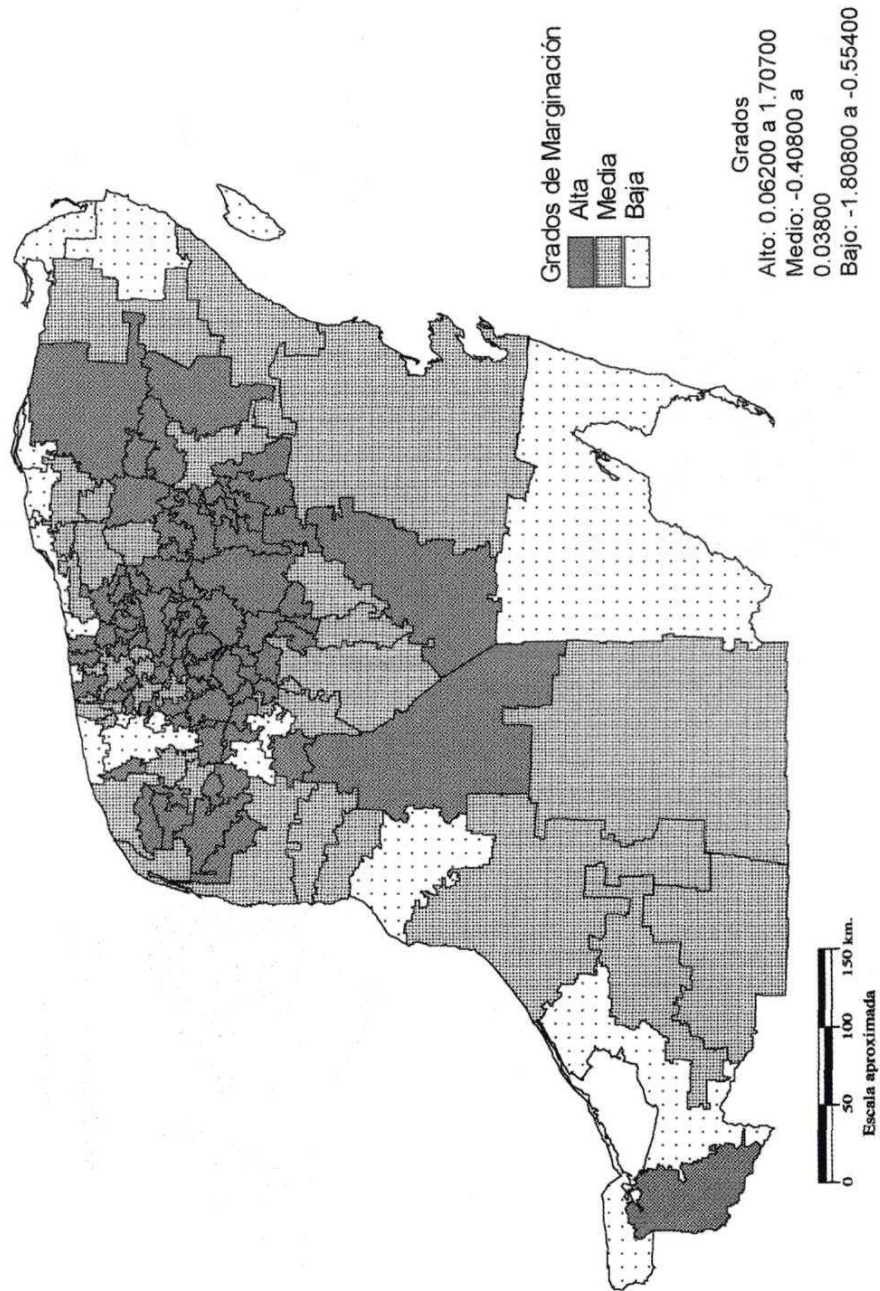 Grados de Marginación
Alta
Media
Baja
Grados
Alto: 0.06200 a 1.70700
Medio: -0.40800 a
0.03800
Bajo: -1.80800 a -0.55400
0 50 100 150 km.
Escala aproximada